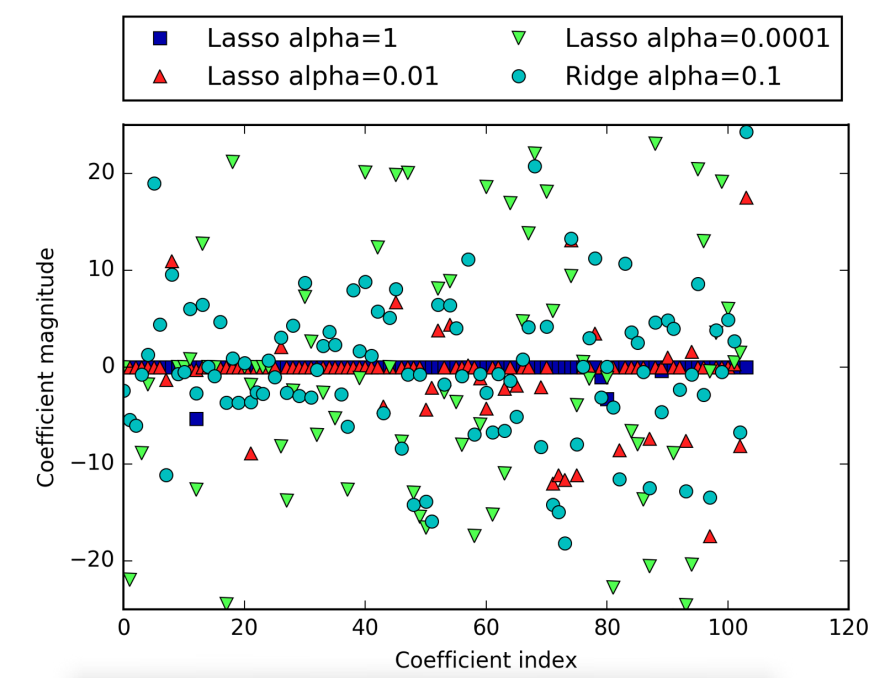 Lasso alpha=1
Lasso alpha=0.0001
Lasso alpha=0.01
Ridge alpha=0.1
20
10
0
−10
−20
Coefficient magnitude
0 20 40 60 80 100 120
Coefficient index